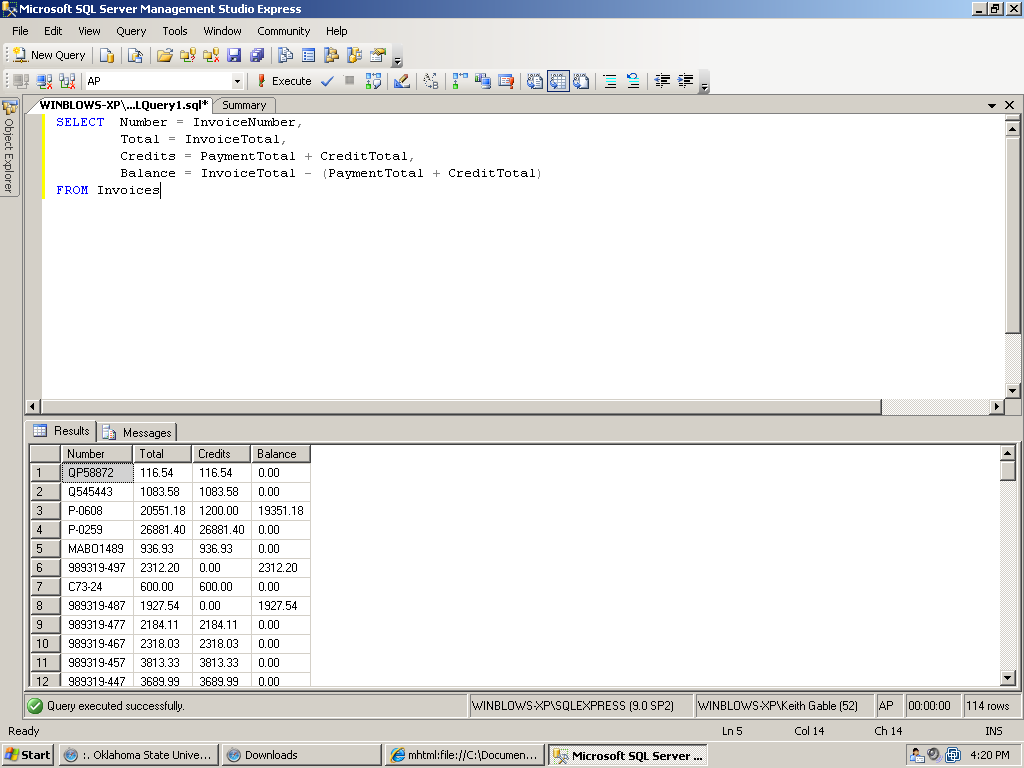 Microsoft SQL Server Management Studio Express
File Edit View Query Tools Window Community Help
New Query
AP Execute
WINBLOWS-XP\...LQuery1.sql* Summary
Object Explorer
SELECT Number = InvoiceNumber,
Total = InvoiceTotal,
Credits = PaymentTotal + CreditTotal,
Balance = InvoiceTotal - (PaymentTotal + CreditTotal)
FROM Invoices
Results Messages
Number Total Credits Balance
1 QP58872 116.54 116.54 0.00
2 Q545443 1083.58 1083.58 0.00
3 P-0608 20551.18 1200.00 19351.18
4 P-0259 26881.40 26881.40 0.00
5 MABO1489 936.93 936.93 0.00
6 989319-497 2312.20 0.00 2312.20
7 C73-24 600.00 600.00 0.00
8 989319-487 1927.54 0.00 1927.54
9 989319-477 2184.11 2184.11 0.00
10 989319-467 2318.03 2318.03 0.00
11 989319-457 3813.33 3813.33 0.00
12 989319-447 3689.99 3689.99 0.00
Query executed successfully. WINBLOWS-XP\SQLEXPRESS (9.0 SP2) WINBLOWS-XP\Keith Gable (52) AP 00:00:00 114 rows
Ready Ln 5 Col 14 Ch 14 INS
Start :. Oklahoma State Unive... Downloads mhtml:file://C:\Documen... Microsoft SQL Server ... 4:20 PM